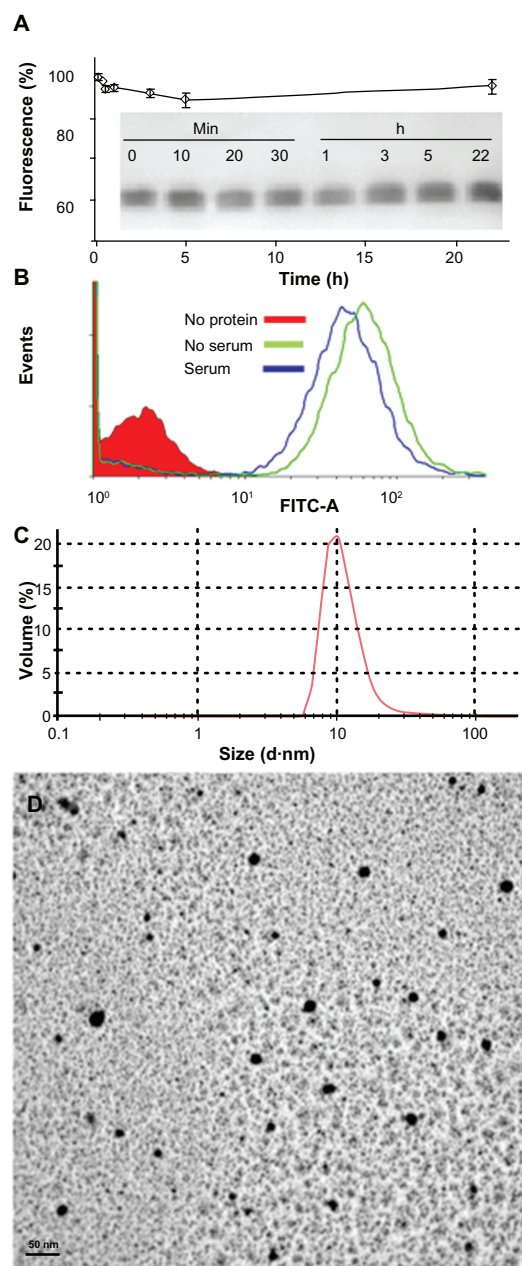 A
Fluorescence (%)
100
80
60
Min
h
0 10 20 30 1 3 5 22
0 5 10 15 20
Time (h)
B
Events
No protein
No serum
Serum
10⁰ 10¹ 10²
FITC-A
C
Volume (%)
20
15
10
5
0
0.1 1 10 100
Size (d·nm)
D
50 nm